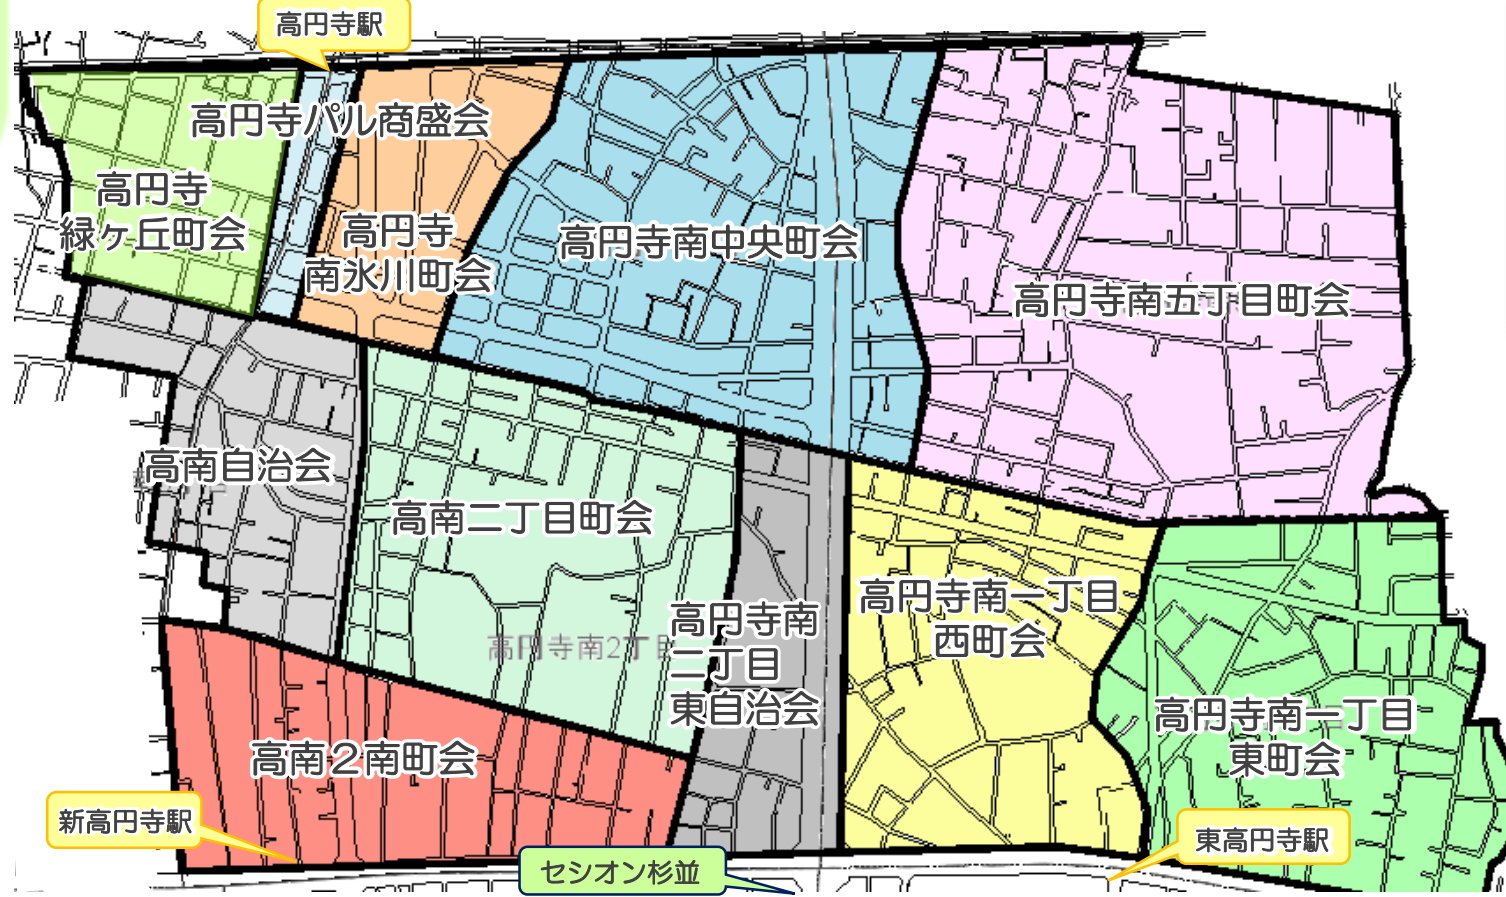 高円寺駅
高円寺パル商盛会
高円寺
緑ヶ丘町会
高円寺
南氷川町会
高円寺南中央町会
高円寺南五丁目町会
高南自治会
高南二丁目町会
高円寺南2丁目
高円寺南
二丁目
東自治会
高円寺南一丁目
西町会
高円寺南一丁目
東町会
高南２南町会
新高円寺駅
セシオン杉並
東高円寺駅